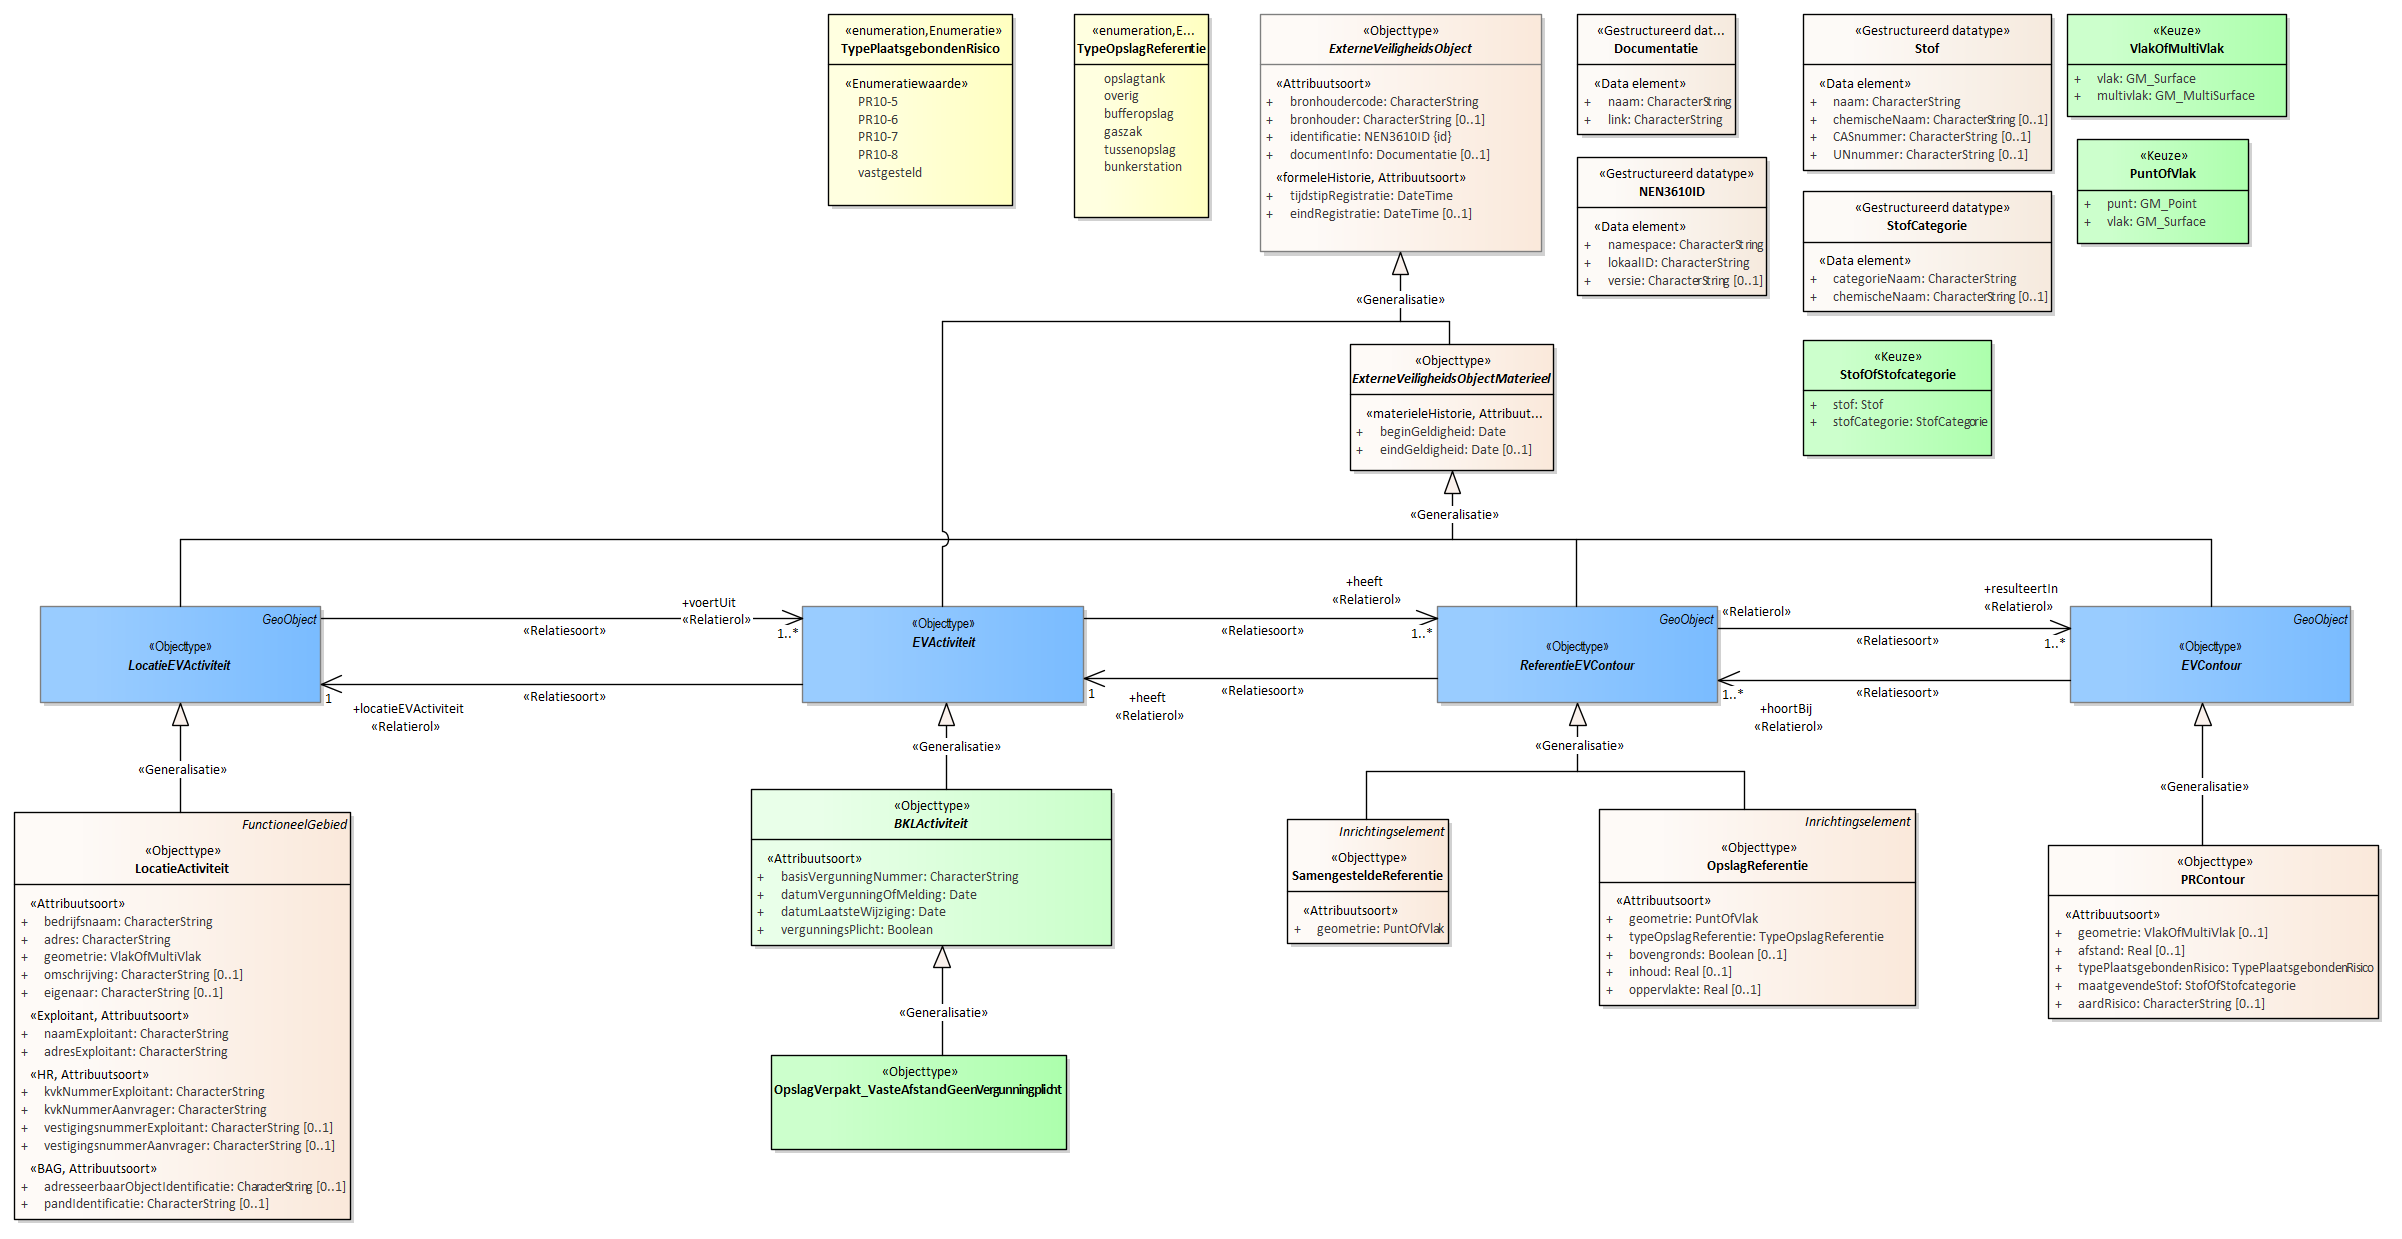 «enumeration,Enumeratie»
TypePlaatsgebondenRisico
«Enumeratiewaarde»
PR10-5
PR10-6
PR10-7
PR10-8
vastgesteld
«enumeration,E...
TypeOpslagReferentie
opslagtank
overig
bufferopslag
gaszak
tussenopslag
bunkerstation
«Objecttype»
ExterneVeiligheidsObject
«Attribuutsoort»
+ bronhoudercode: CharacterString
+ bronhouder: CharacterString [0..1]
+ identificatie: NEN3610ID {id}
+ documentInfo: Documentatie [0..1]
«formeleHistorie, Attribuutsoort»
+ tijdstipRegistratie: DateTime
+ eindRegistratie: DateTime [0..1]
«Gestructureerd dat...
Documentatie
«Data element»
+ naam: CharacterString
+ link: CharacterString
«Gestructureerd datatype»
NEN3610ID
«Data element»
+ namespace: CharacterString
+ lokaalID: CharacterString
+ versie: CharacterString [0..1]
«Gestructureerd datatype»
Stof
«Data element»
+ naam: CharacterString
+ chemischeNaam: CharacterString [0..1]
+ CASnummer: CharacterString [0..1]
+ UNnummer: CharacterString [0..1]
«Gestructureerd datatype»
StofCategorie
«Data element»
+ categorieNaam: CharacterString
+ chemischeNaam: CharacterString [0..1]
«Keuze»
StofOfStofcategorie
+ stof: Stof
+ stofCategorie: StofCategorie
«Keuze»
VlakOfMultiVlak
+ vlak: GM_Surface
+ multivlak: GM_MultiSurface
«Keuze»
PuntOfVlak
+ punt: GM_Point
+ vlak: GM_Surface
«Generalisatie»
«Objecttype»
ExterneVeiligheidsObjectMaterieel
«materieleHistorie, Attribuut...
+ beginGeldigheid: Date
+ eindGeldigheid: Date [0..1]
«Generalisatie»
GeoObject
«Objecttype»
LocatieEVActiviteit
+voertUit
«Relatierol»
1..*
«Relatiesoort»
«Relatiesoort»
1
+locatieEVActiviteit
«Relatierol»
«Objecttype»
EVActiviteit
+heeft
«Relatierol»
1..*
«Relatiesoort»
«Relatiesoort»
1
+heeft
«Relatierol»
GeoObject
«Objecttype»
ReferentieEVContour
«Relatierol»
+resulteertIn
«Relatierol»
1..*
«Relatiesoort»
«Relatiesoort»
1..*
+hoortBij
«Relatierol»
GeoObject
«Objecttype»
EVContour
«Generalisatie»
«Generalisatie»
«Generalisatie»
«Generalisatie»
FunctioneelGebied
«Objecttype»
LocatieActiviteit
«Attribuutsoort»
+ bedrijfsnaam: CharacterString
+ adres: CharacterString
+ geometrie: VlakOfMultiVlak
+ omschrijving: CharacterString [0..1]
+ eigenaar: CharacterString [0..1]
«Exploitant, Attribuutsoort»
+ naamExploitant: CharacterString
+ adresExploitant: CharacterString
«HR, Attribuutsoort»
+ kvkNummerExploitant: CharacterString
+ kvkNummerAanvrager: CharacterString
+ vestigingsnummerExploitant: CharacterString [0..1]
+ vestigingsnummerAanvrager: CharacterString [0..1]
«BAG, Attribuutsoort»
+ adresseerbaarObjectIdentificatie: CharacterString [0..1]
+ pandIdentificatie: CharacterString [0..1]
«Objecttype»
BKLActiviteit
«Attribuutsoort»
+ basisVergunningNummer: CharacterString
+ datumVergunningOfMelding: Date
+ datumLaatsteWijziging: Date
+ vergunningsPlicht: Boolean
«Generalisatie»
«Objecttype»
OpslagVerpakt_VasteAfstandGeenVergunningplicht
Inrichtingselement
«Objecttype»
SamengesteldeReferentie
«Attribuutsoort»
+ geometrie: PuntOfVlak
Inrichtingselement
«Objecttype»
OpslagReferentie
«Attribuutsoort»
+ geometrie: PuntOfVlak
+ typeOpslagReferentie: TypeOpslagReferentie
+ bovengronds: Boolean [0..1]
+ inhoud: Real [0..1]
+ oppervlakte: Real [0..1]
«Objecttype»
PRContour
«Attribuutsoort»
+ geometrie: VlakOfMultiVlak [0..1]
+ afstand: Real [0..1]
+ typePlaatsgebondenRisico: TypePlaatsgebondenRisico
+ maatgevendeStof: StofOfStofcategorie
+ aardRisico: CharacterString [0..1]